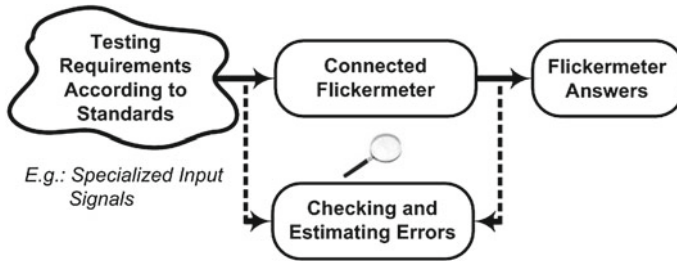 Testing
Requirements
According to
Standards
Connected
Flickermeter
Flickermeter
Answers
E.g.: Specialized Input
Signals
Checking and
Estimating Errors